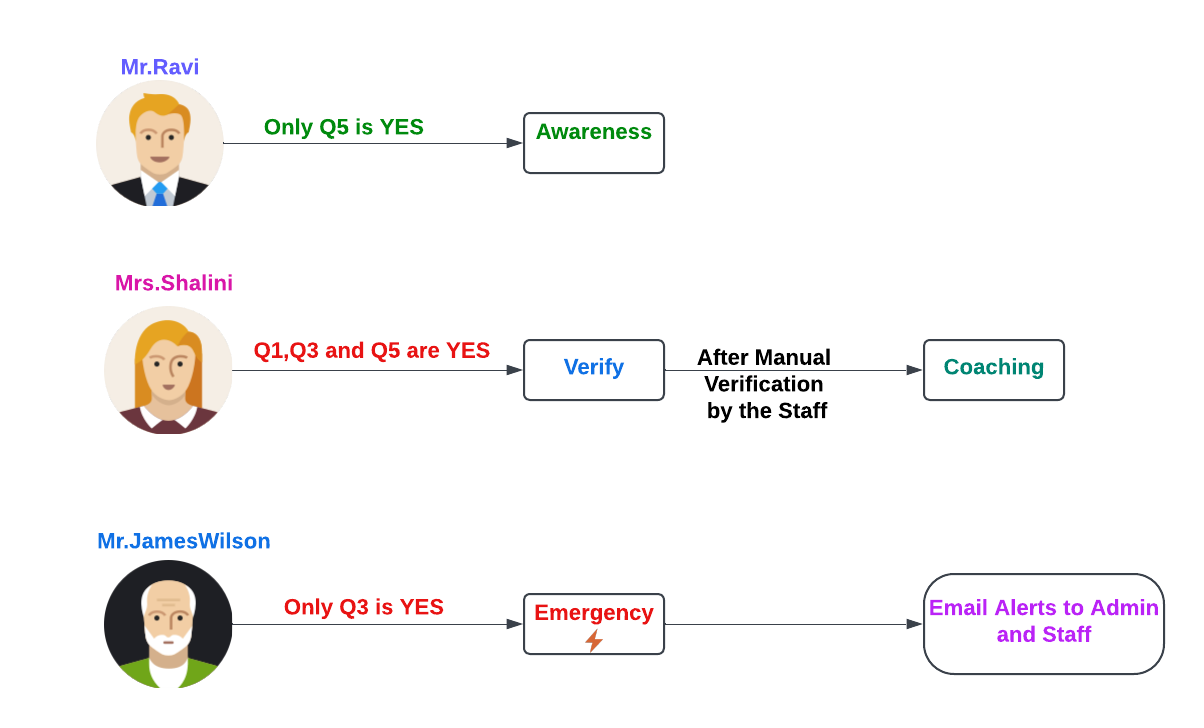 Mr.Ravi
Only Q5 is YES
Awareness
Mrs.Shalini
Q1,Q3 and Q5 are YES
Verify
After Manual
Verification
by the Staff
Coaching
Mr.JamesWilson
Only Q3 is YES
Emergency
Email Alerts to Admin
and Staff